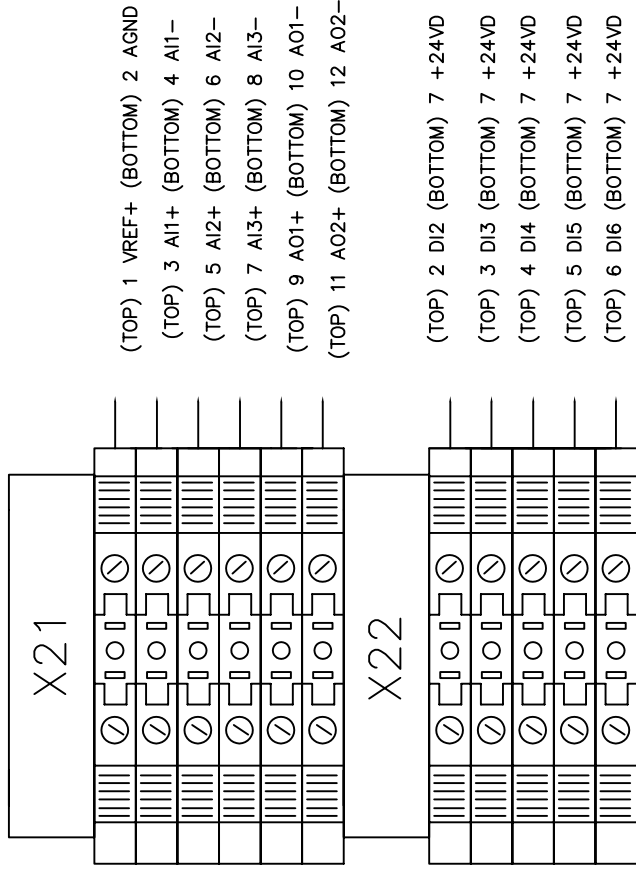 X21
(TOP) 1 VREF+ (BOTTOM) 2 AGND
(TOP) 3 AI1+ (BOTTOM) 4 AI1-
(TOP) 5 AI2+ (BOTTOM) 6 AI2-
(TOP) 7 AI3+ (BOTTOM) 8 AI3-
(TOP) 9 AO1+ (BOTTOM) 10 AO1-
(TOP) 11 AO2+ (BOTTOM) 12 AO2-
X22
(TOP) 2 DI2 (BOTTOM) 7 +24VD
(TOP) 3 DI3 (BOTTOM) 7 +24VD
(TOP) 4 DI4 (BOTTOM) 7 +24VD
(TOP) 5 DI5 (BOTTOM) 7 +24VD
(TOP) 6 DI6 (BOTTOM) 7 +24VD